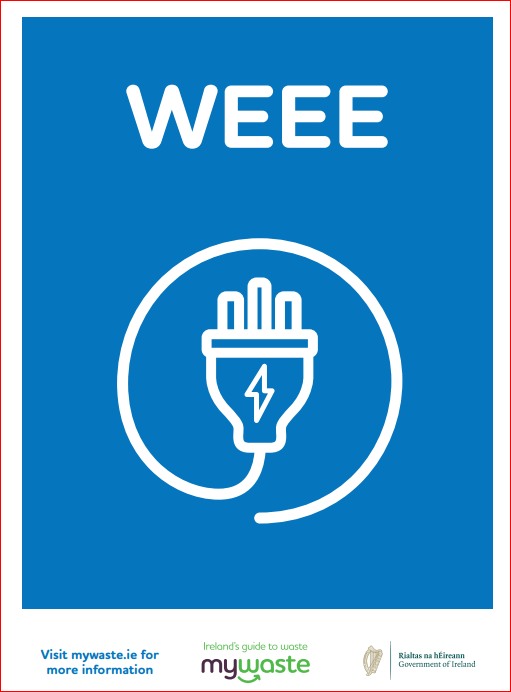 WEEE
Visit mywaste.ie for
more information
Ireland's guide to waste
mywaste
Rialtas na hÉireann
Government of Ireland